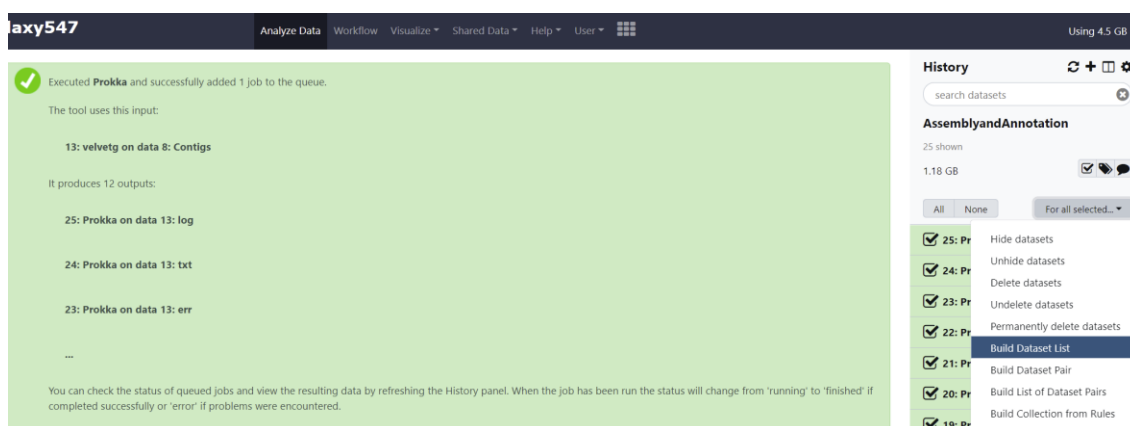 laxy547
Analyze Data Workflow Visualize Shared Data Help User
Using 4.5 GB
Executed Prokka and successfully added 1 job to the queue.
The tool uses this input:
13: velvetg on data 8: Contigs
It produces 12 outputs:
25: Prokka on data 13: log
24: Prokka on data 13: txt
23: Prokka on data 13: err
...
You can check the status of queued jobs and view the resulting data by refreshing the History panel. When the job has been run the status will change from 'running' to 'finished' if
completed successfully or 'error' if problems were encountered.
History
search datasets
AssemblyandAnnotation
25 shown
1.18 GB
All None For all selected...
25: Pr
24: Pr
23: Pr
22: Pr
21: Pr
20: Pr
19: Pr
Hide datasets
Unhide datasets
Delete datasets
Undelete datasets
Permanently delete datasets
Build Dataset List
Build Dataset Pair
Build List of Dataset Pairs
Build Collection from Rules